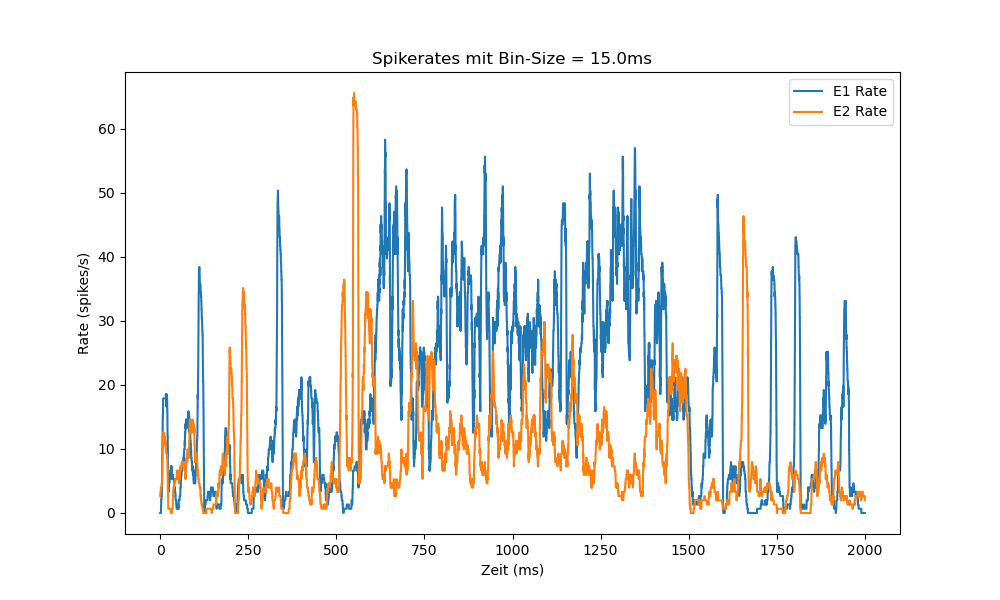 Spikerates mit Bin-Size = 15.0ms
E1 Rate
E2 Rate
60
50
40
30
20
10
0
Rate (spikes/s)
0 250 500 750 1000 1250 1500 1750 2000
Zeit (ms)